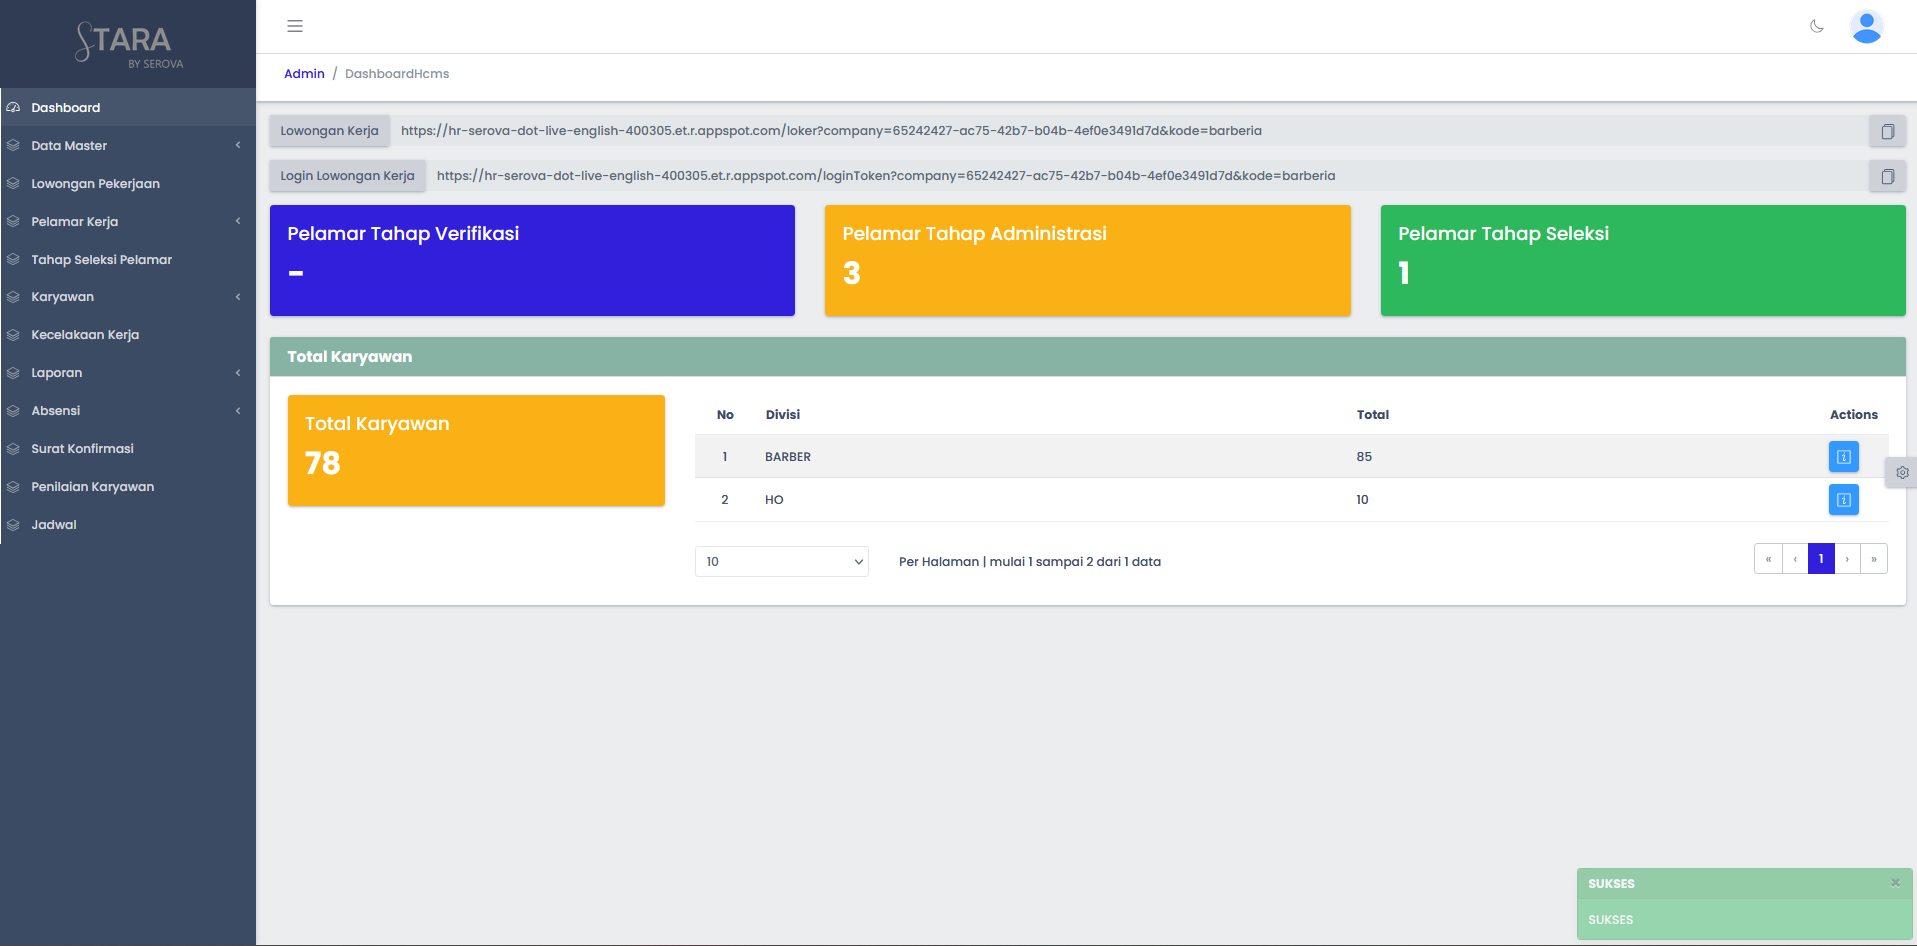 STARA
BY SEROVA
Dashboard
Data Master
Lowongan Pekerjaan
Pelamar Kerja
Tahap Seleksi Pelamar
Karyawan
Kecelakaan Kerja
Laporan
Absensi
Surat Konfirmasi
Penilaian Karyawan
Jadwal
Admin / DashboardHcms
Lowongan Kerja https://hr-serova-dot-live-english-400305.et.r.appspot.com/loker?company=65242427-ac75-42b7-b04b-4ef0e3491d7d&kode=barberia
Login Lowongan Kerja https://hr-serova-dot-live-english-400305.et.r.appspot.com/loginToken?company=65242427-ac75-42b7-b04b-4ef0e3491d7d&kode=barberia
Pelamar Tahap Verifikasi
-
Pelamar Tahap Administrasi
3
Pelamar Tahap Seleksi
1
Total Karyawan
Total Karyawan
78
No Divisi Total Actions
1 BARBER 85
2 HO 10
10 Per Halaman | mulai 1 sampai 2 dari 1 data « ‹ 1 › »
SUKSES ×
SUKSES